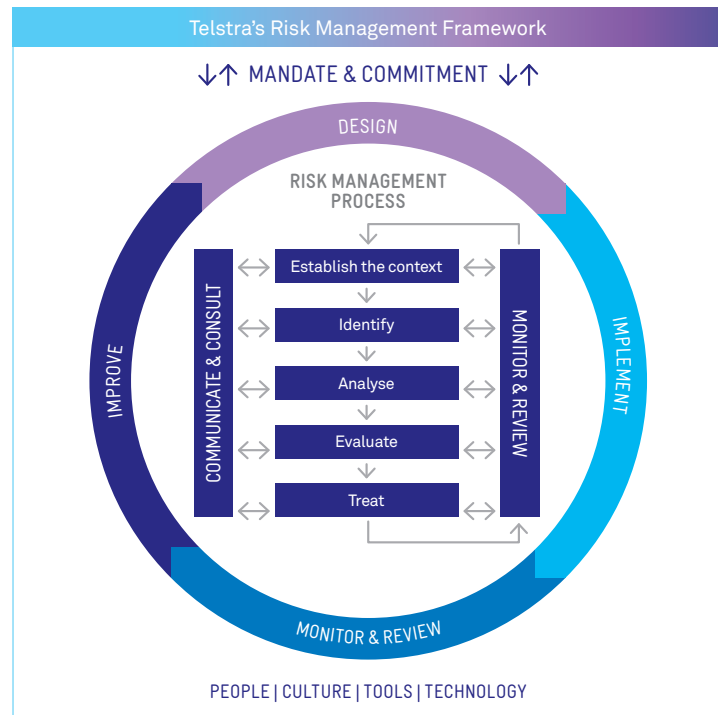 Telstra's Risk Management Framework
↓↑ MANDATE & COMMITMENT ↓↑
DESIGN
RISK MANAGEMENT
PROCESS
Establish the context
Identify
Analyse
Evaluate
Treat
COMMUNICATE & CONSULT
MONITOR & REVIEW
IMPROVE
IMPLEMENT
MONITOR & REVIEW
PEOPLE | CULTURE | TOOLS | TECHNOLOGY